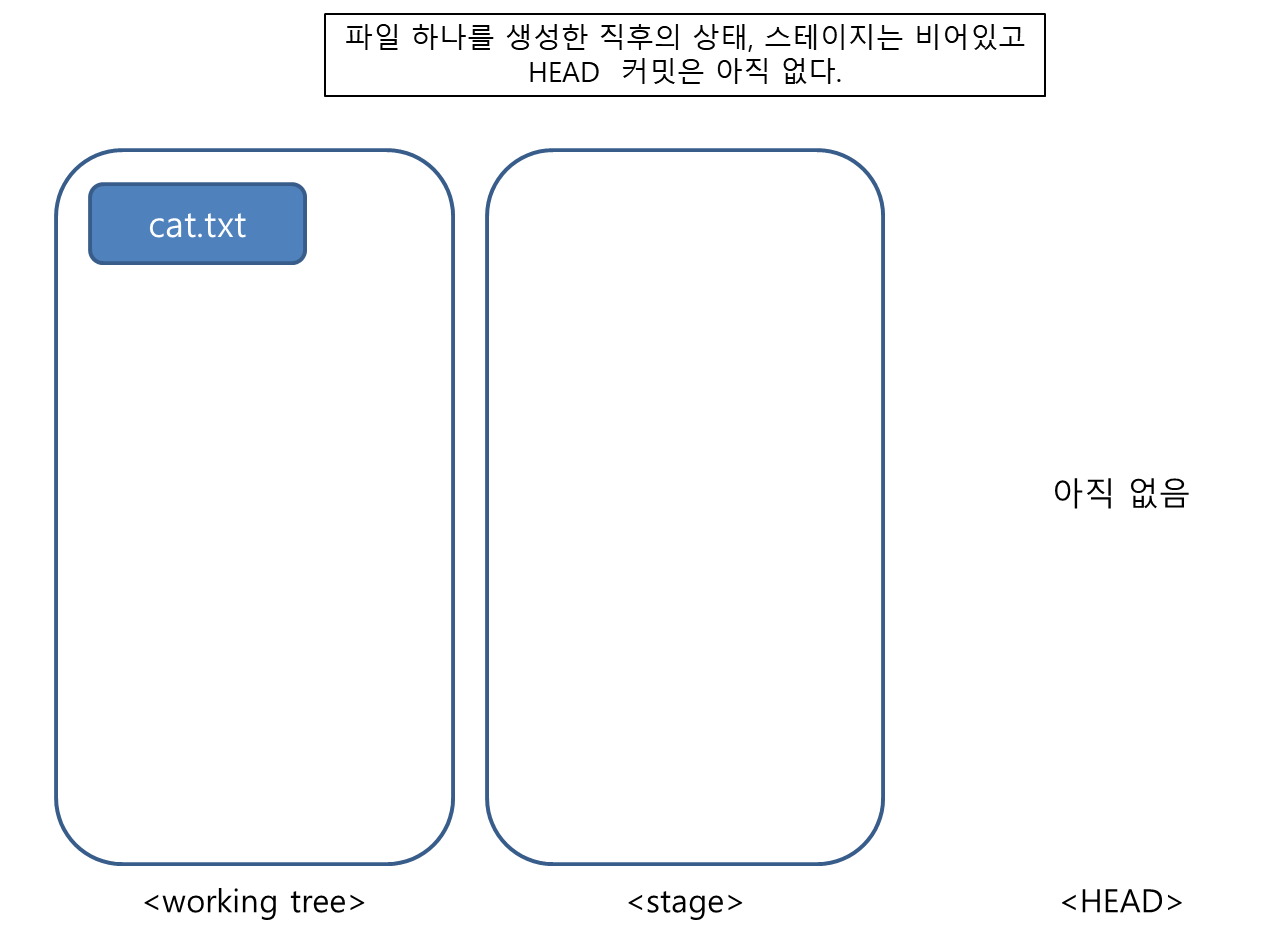 파일 하나를 생성한 직후의 상태, 스테이지는 비어있고
HEAD 커밋은 아직 없다.
cat.txt
아직 없음
<working tree>
<stage>
<HEAD>